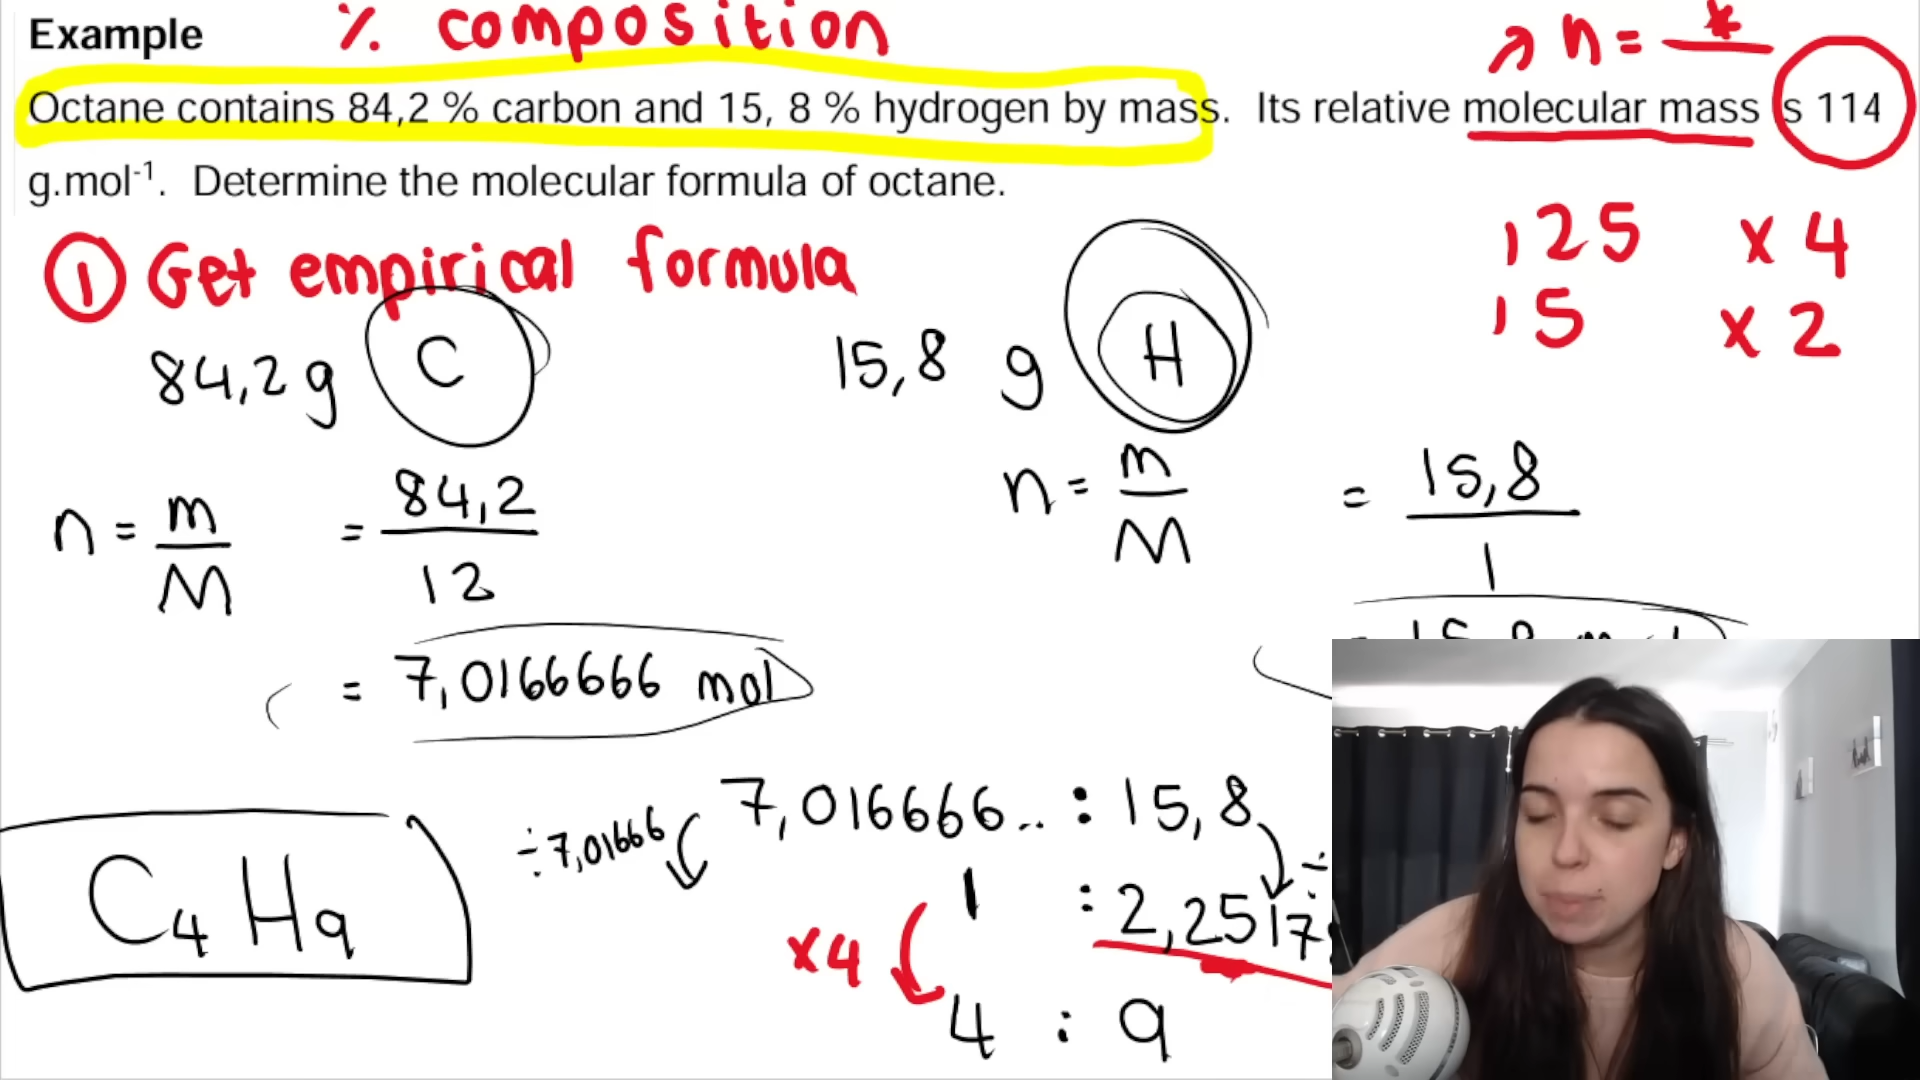 Example
% composition
↗ n = *
Octane contains 84,2 % carbon and 15, 8 % hydrogen by mass. Its relative molecular mass is 114
g.mol⁻¹. Determine the molecular formula of octane.
125 x 4
15 x 2
① Get empirical formula
84,2 g C
15,8 g H
n = m/M = 84,2/12
= 7,0166666 mol
n = m/M = 15,8/1
÷7,01666
7,016666.. : 15,8
÷
1 : 2,2517
x4
4 : 9
C₄H₉